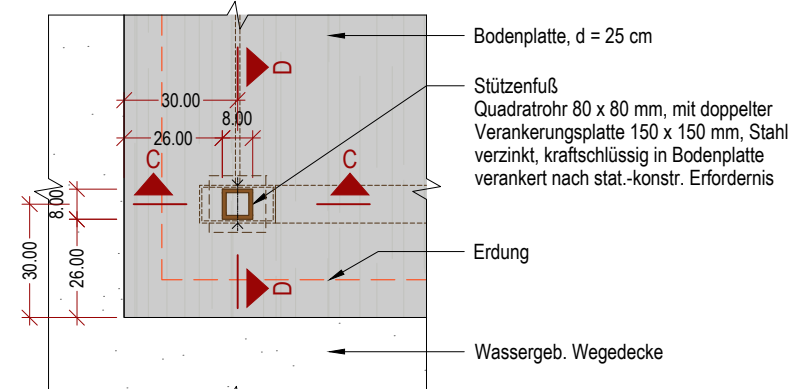 Bodenplatte, d = 25 cm
D
Stützenfuß
Quadratrohr 80 x 80 mm, mit doppelter
Verankerungsplatte 150 x 150 mm, Stahl
verzinkt, kraftschlüssig in Bodenplatte
verankert nach stat.-konstr. Erfordernis
30.00
8.00
26.00
C
C
8.00
30.00
26.00
Erdung
D
Wassergeb. Wegedecke